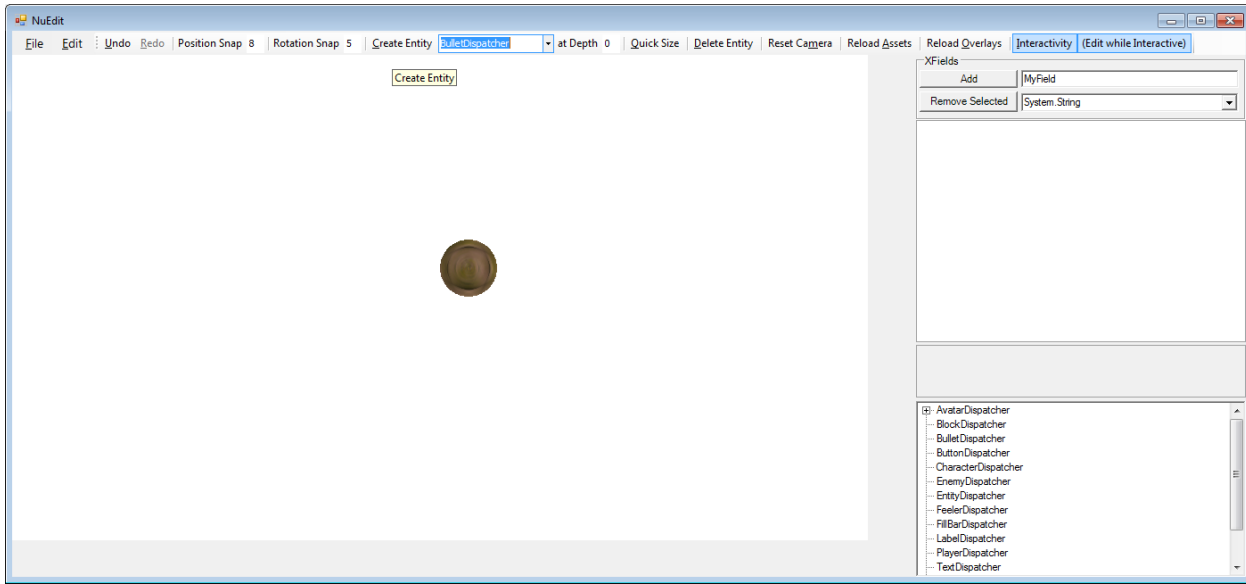 NuEdit
File Edit Undo Redo Position Snap 8 Rotation Snap 5 Create Entity BulletDispatcher at Depth 0 Quick Size Delete Entity Reset Camera Reload Assets Reload Overlays Interactivity (Edit while Interactive)
Create Entity
XFields
Add MyField
Remove Selected System.String
AvatarDispatcher
BlockDispatcher
BulletDispatcher
ButtonDispatcher
CharacterDispatcher
EnemyDispatcher
EntityDispatcher
FeelerDispatcher
FillBarDispatcher
LabelDispatcher
PlayerDispatcher
TextDispatcher